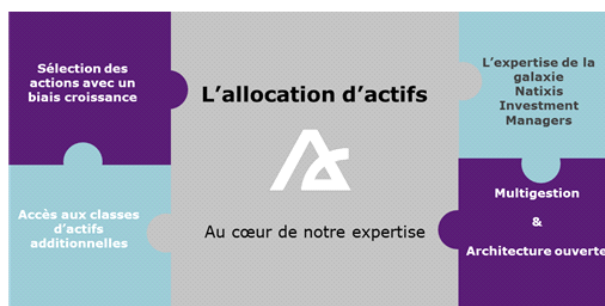 Sélection des
actions avec un
biais croissance
L'allocation d'actifs
L'expertise de la
galaxie
Natixis
Investment
Managers
Accès aux classes
d'actifs
additionnelles
Au cœur de notre expertise
Multigestion
&
Architecture ouverte